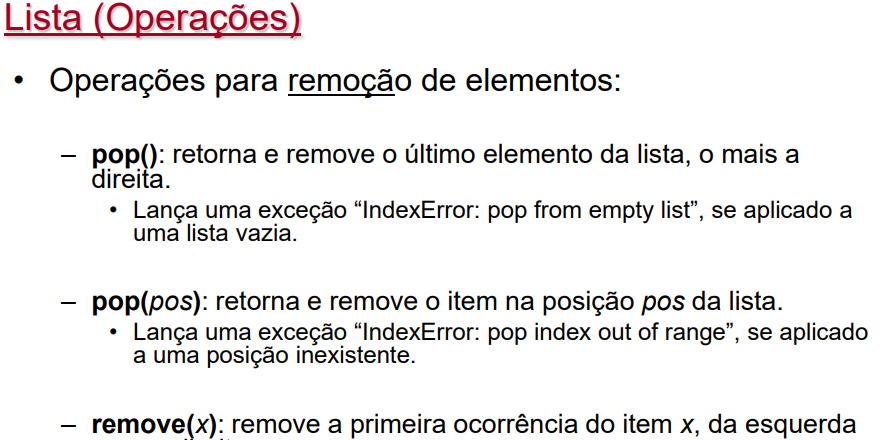 Lista (Operações)
• Operações para remoção de elementos:
– pop(): retorna e remove o último elemento da lista, o mais a
direita.
• Lança uma exceção “IndexError: pop from empty list”, se aplicado a
uma lista vazia.
– pop(pos): retorna e remove o item na posição pos da lista.
• Lança uma exceção “IndexError: pop index out of range”, se aplicado
a uma posição inexistente.
– remove(x): remove a primeira ocorrência do item x, da esquerda